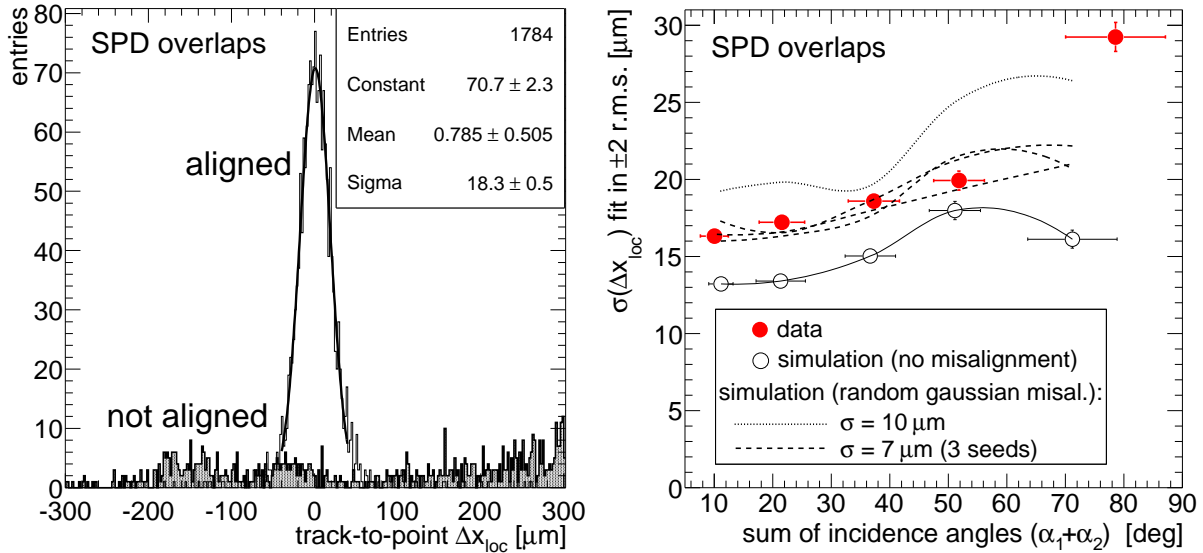 entries
80
70
60
50
40
30
20
10
0
SPD overlaps
Entries 1784
Constant 70.7 ± 2.3
Mean 0.785 ± 0.505
Sigma 18.3 ± 0.5
aligned
not aligned
-300 -200 -100 0 100 200 300
track-to-point Δx_loc [μm]
σ(Δx_loc) fit in ±2 r.m.s. [μm]
30
25
20
15
10
5
0
SPD overlaps
data
simulation (no misalignment)
simulation (random gaussian misal.):
σ = 10 μm
σ = 7 μm (3 seeds)
10 20 30 40 50 60 70 80 90
sum of incidence angles (α₁+α₂) [deg]